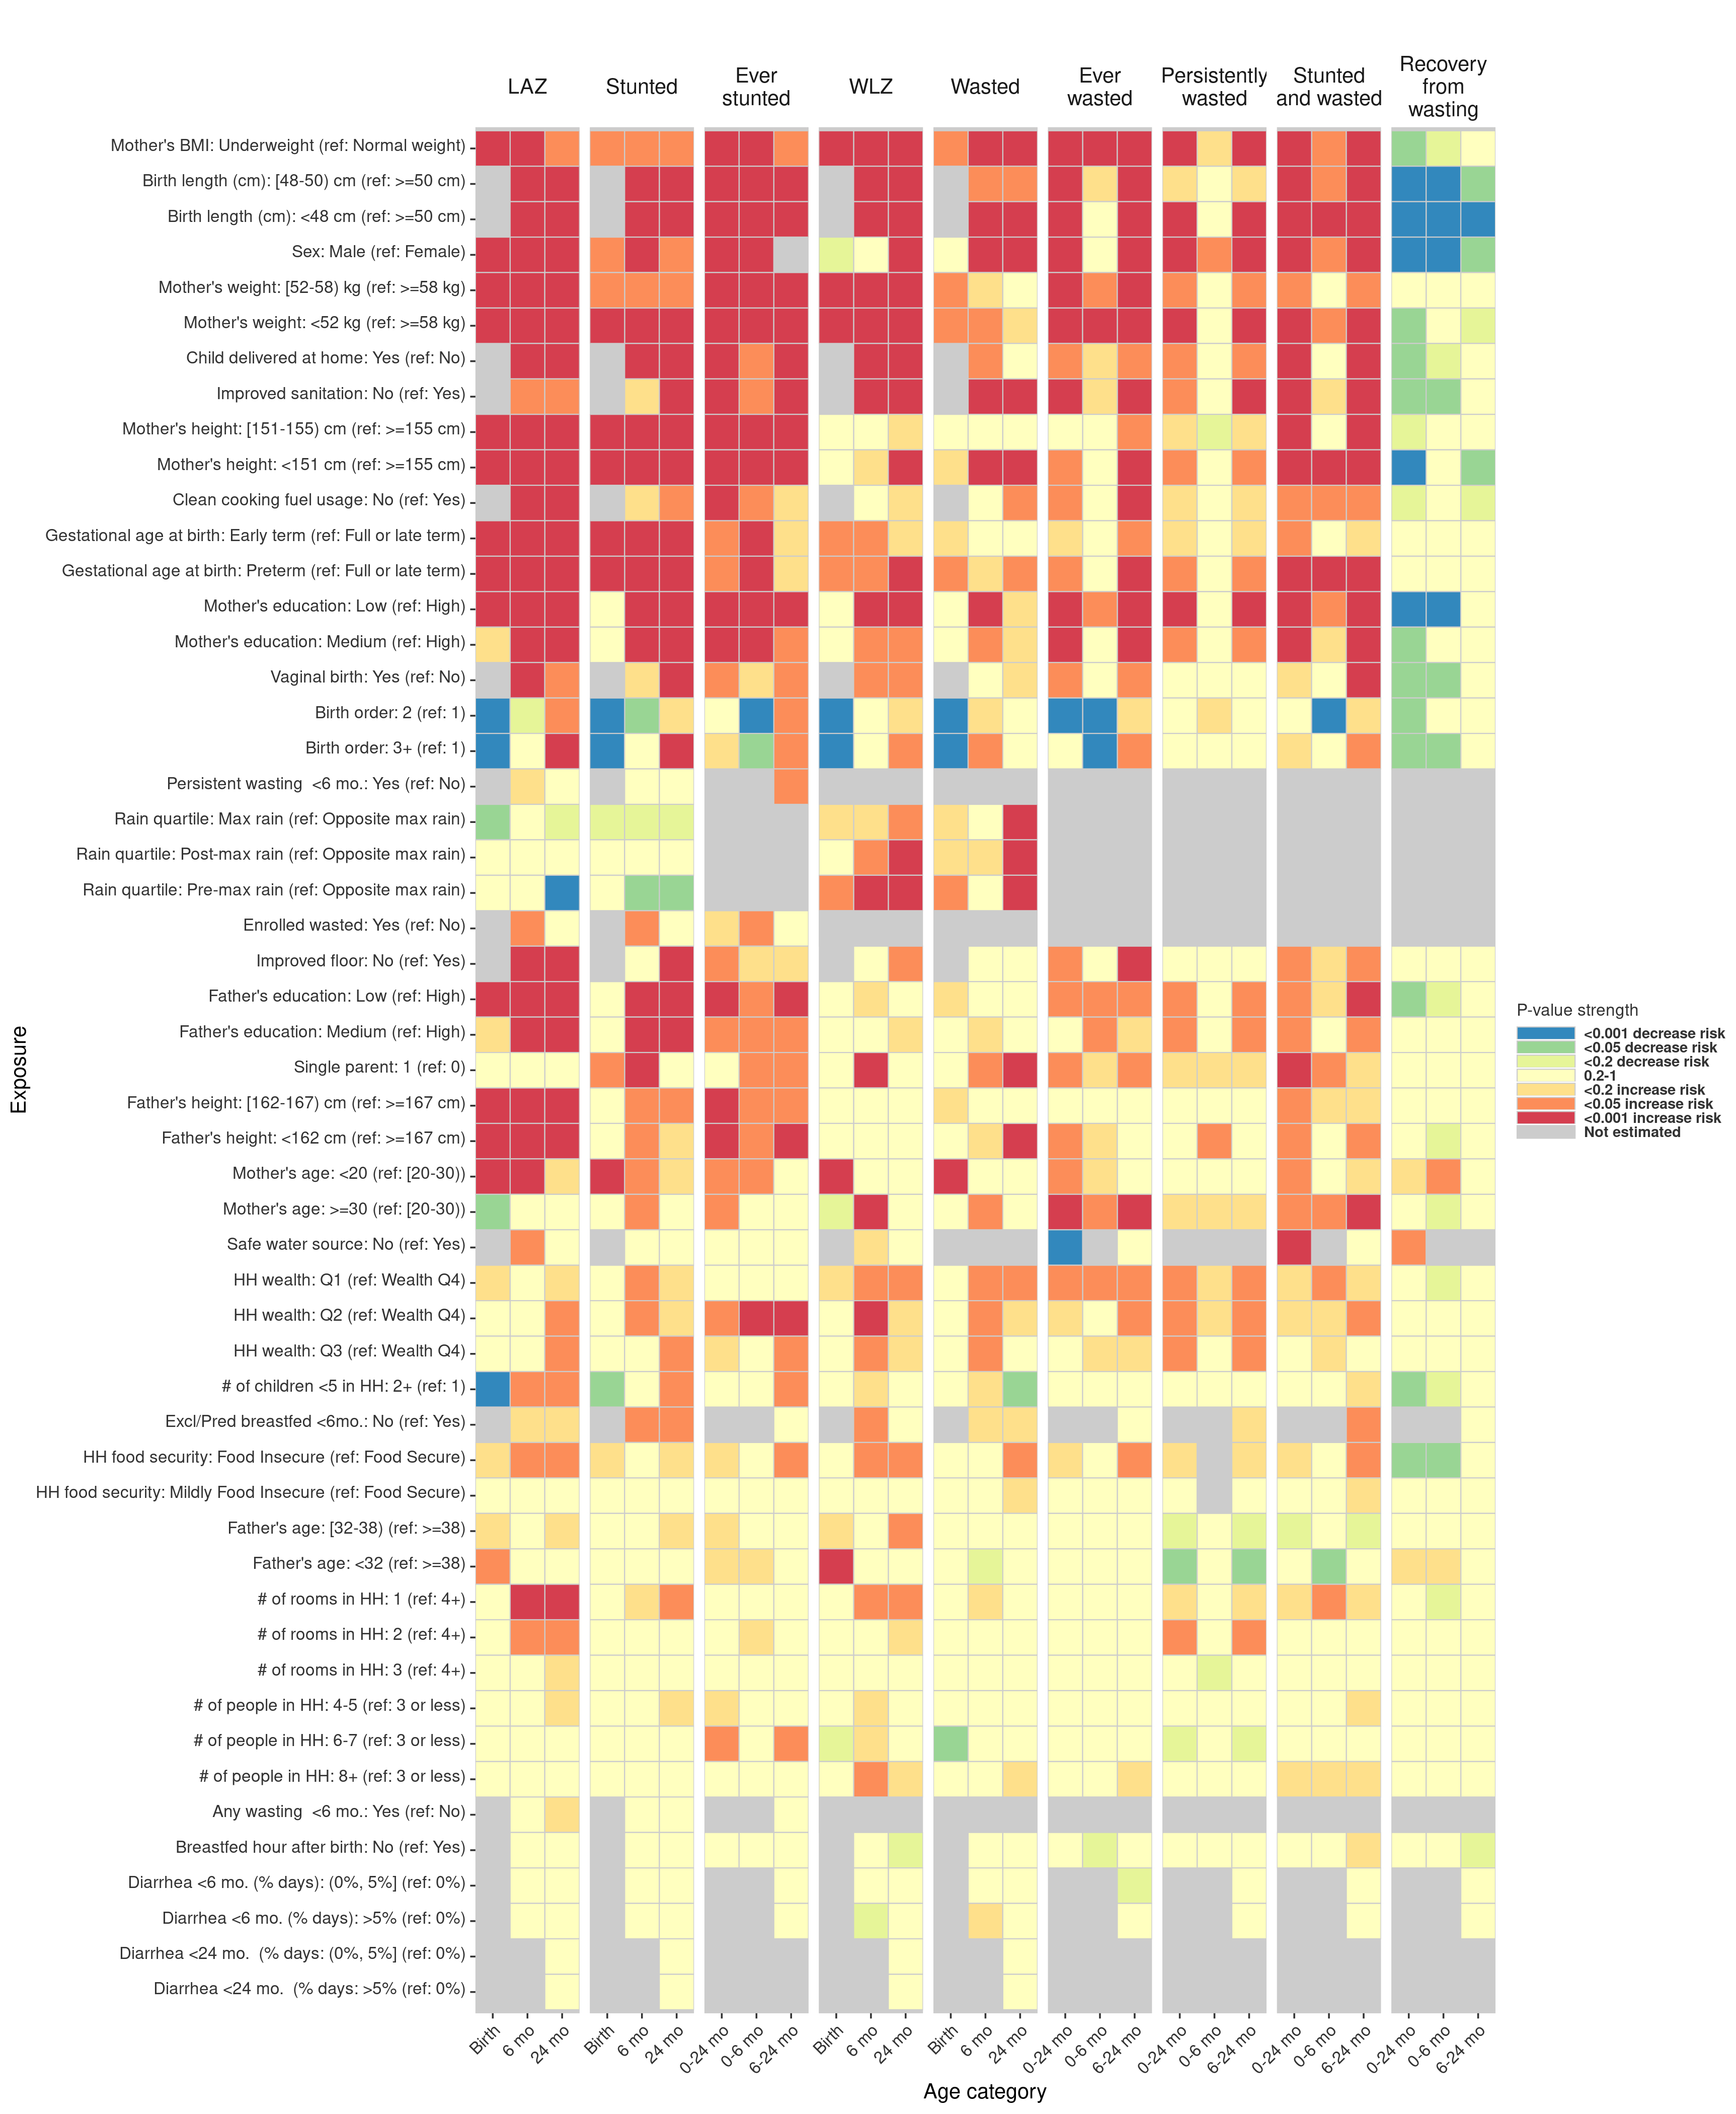 LAZ
Stunted
Ever
stunted
WLZ
Wasted
Ever
wasted
Persistently
wasted
Stunted
and wasted
Recovery
from
wasting
Exposure
Mother's BMI: Underweight (ref: Normal weight)
Birth length (cm): [48-50) cm (ref: >=50 cm)
Birth length (cm): <48 cm (ref: >=50 cm)
Sex: Male (ref: Female)
Mother's weight: [52-58) kg (ref: >=58 kg)
Mother's weight: <52 kg (ref: >=58 kg)
Child delivered at home: Yes (ref: No)
Improved sanitation: No (ref: Yes)
Mother's height: [151-155) cm (ref: >=155 cm)
Mother's height: <151 cm (ref: >=155 cm)
Clean cooking fuel usage: No (ref: Yes)
Gestational age at birth: Early term (ref: Full or late term)
Gestational age at birth: Preterm (ref: Full or late term)
Mother's education: Low (ref: High)
Mother's education: Medium (ref: High)
Vaginal birth: Yes (ref: No)
Birth order: 2 (ref: 1)
Birth order: 3+ (ref: 1)
Persistent wasting  <6 mo.: Yes (ref: No)
Rain quartile: Max rain (ref: Opposite max rain)
Rain quartile: Post-max rain (ref: Opposite max rain)
Rain quartile: Pre-max rain (ref: Opposite max rain)
Enrolled wasted: Yes (ref: No)
Improved floor: No (ref: Yes)
Father's education: Low (ref: High)
Father's education: Medium (ref: High)
Single parent: 1 (ref: 0)
Father's height: [162-167) cm (ref: >=167 cm)
Father's height: <162 cm (ref: >=167 cm)
Mother's age: <20 (ref: [20-30))
Mother's age: >=30 (ref: [20-30))
Safe water source: No (ref: Yes)
HH wealth: Q1 (ref: Wealth Q4)
HH wealth: Q2 (ref: Wealth Q4)
HH wealth: Q3 (ref: Wealth Q4)
# of children <5 in HH: 2+ (ref: 1)
Excl/Pred breastfed <6mo.: No (ref: Yes)
HH food security: Food Insecure (ref: Food Secure)
HH food security: Mildly Food Insecure (ref: Food Secure)
Father's age: [32-38) (ref: >=38)
Father's age: <32 (ref: >=38)
# of rooms in HH: 1 (ref: 4+)
# of rooms in HH: 2 (ref: 4+)
# of rooms in HH: 3 (ref: 4+)
# of people in HH: 4-5 (ref: 3 or less)
# of people in HH: 6-7 (ref: 3 or less)
# of people in HH: 8+ (ref: 3 or less)
Any wasting  <6 mo.: Yes (ref: No)
Breastfed hour after birth: No (ref: Yes)
Diarrhea <6 mo. (% days): (0%, 5%] (ref: 0%)
Diarrhea <6 mo. (% days): >5% (ref: 0%)
Diarrhea <24 mo.  (% days: (0%, 5%] (ref: 0%)
Diarrhea <24 mo.  (% days: >5% (ref: 0%)
P-value strength
<0.001 decrease risk
<0.05 decrease risk
<0.2 decrease risk
0.2-1
<0.2 increase risk
<0.05 increase risk
<0.001 increase risk
Not estimated
Birth
6 mo
24 mo
Birth
6 mo
24 mo
0-24 mo
0-6 mo
6-24 mo
Birth
6 mo
24 mo
Birth
6 mo
24 mo
0-24 mo
0-6 mo
6-24 mo
0-24 mo
0-6 mo
6-24 mo
0-24 mo
0-6 mo
6-24 mo
0-24 mo
0-6 mo
6-24 mo
Age category